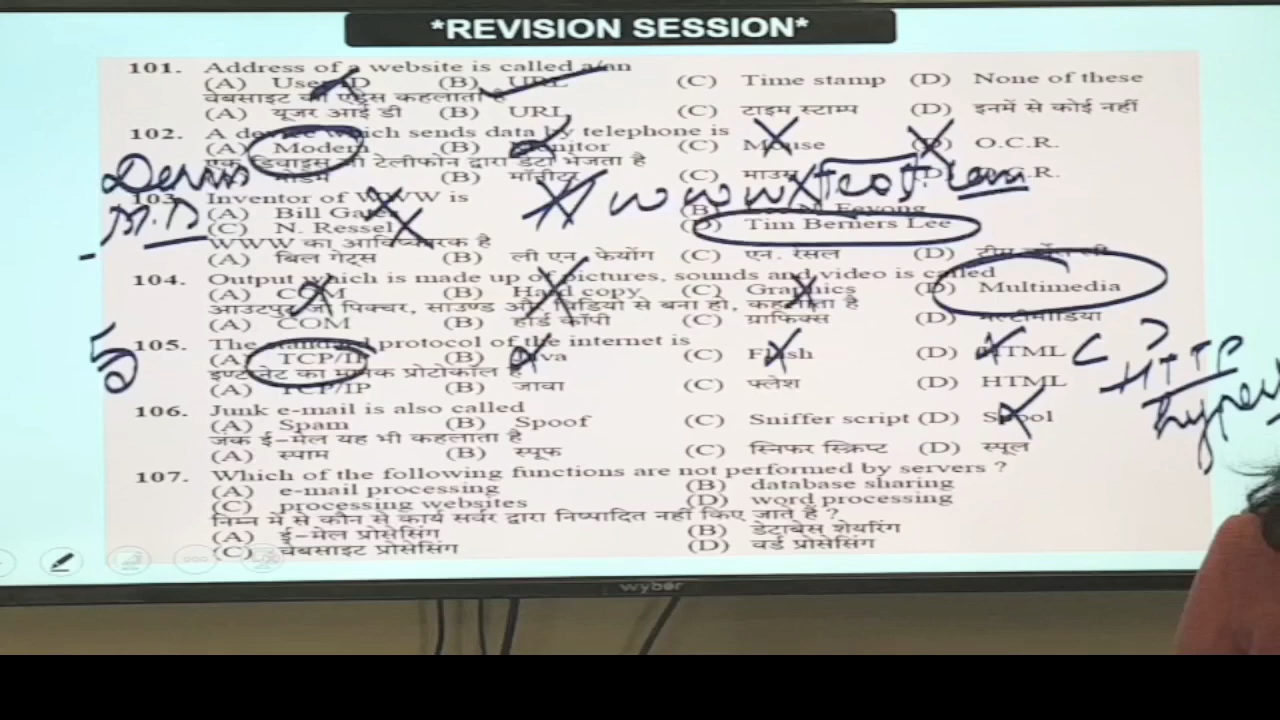 *REVISION SESSION*
101. Address of a website is called a/an
(A) User ID (B) URL (C) Time stamp (D) None of these
वेबसाइट का एड्रेस कहलाता है
(A) यूजर आई डी (B) URL (C) टाइम स्टाम्प (D) इनमें से कोई नहीं
102. A device which sends data by telephone is
(A) Modem (B) Monitor (C) Mouse (D) O.C.R.
एक डिवाइस जो टेलीफोन द्वारा डेटा भेजता है
(A) मोडेम (B) मॉनीटर (C) माउस (D) O.C.R.
103. Inventor of WWW is
(A) Bill Gates (B) Feyong
(C) N. Ressel (D) Tim Berners Lee
WWW का आविष्कारक है
(A) बिल गेट्स (B) ली एन. फेयोंग (C) एन. रेसल (D) टीम
104. Output which is made up of pictures, sounds and video is called
(A) COM (B) Hard copy (C) Graphics (D) Multimedia
आउटपुट जो पिक्चर, साउण्ड और विडियो से बना हो, कहलाता है
(A) COM (B) हार्ड कॉपी (C) ग्राफिक्स (D) मल्टीमीडिया
105. The standard protocol of the internet is
(A) TCP/IP (B) Java (C) Flash (D) HTML < >
HTTP
इण्टरनेट का मानक प्रोटोकॉल है
(A) TCP/IP (B) जावा (C) फ्लेश (D) HTML
106. Junk e-mail is also called
(A) Spam (B) Spoof (C) Sniffer script (D) Spool
जंक ई-मेल यह भी कहलाता है
(A) स्पाम (B) स्पूफ (C) स्निफर स्क्रिप्ट (D) स्पूल
107. Which of the following functions are not performed by servers ?
(A) e-mail processing (B) database sharing
(C) processing websites (D) word processing
निम्न में से कौन से कार्य सर्वर द्वारा निष्पादित नहीं किए जाते हैं ?
(A) ई-मेल प्रोसेसिंग (B) डेटाबेस शेयरिंग
(C) वेबसाइट प्रोसेसिंग (D) वर्ड प्रोसेसिंग
wyber